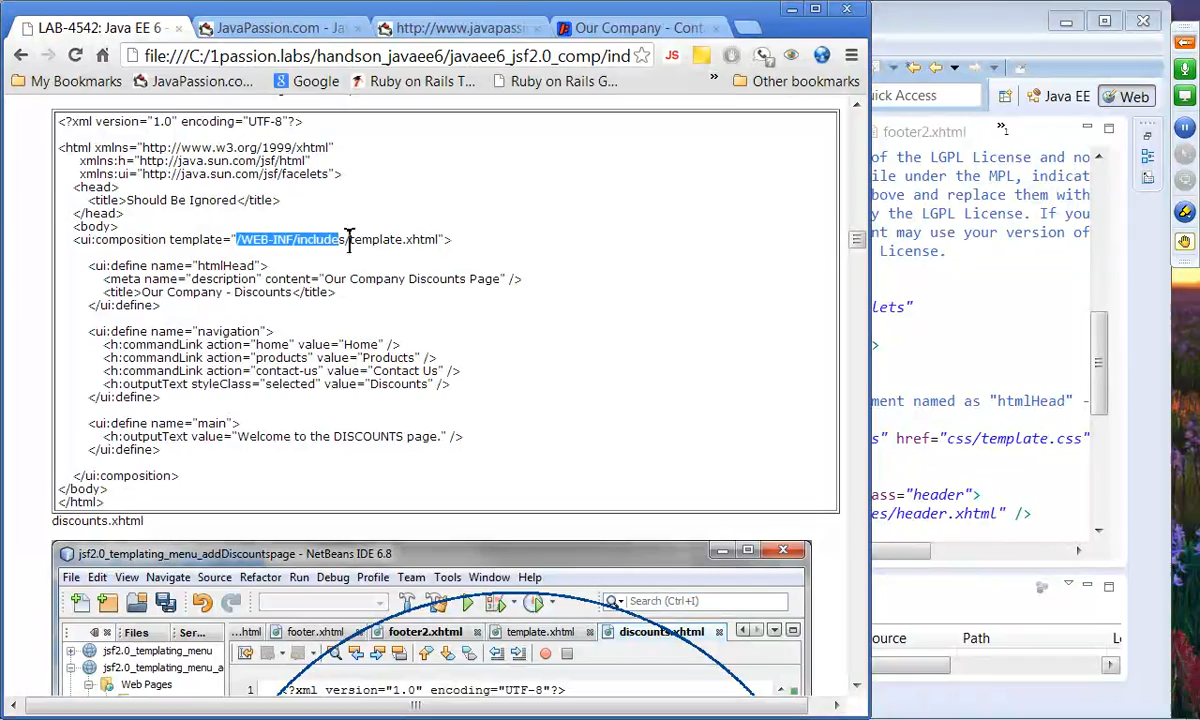 LAB-4542: Java EE 6 -
JavaPassion.com - Ja
http://www.javapass
Our Company - Cont
file:///C:/1passion.labs/handson_javaee6/javaee6_jsf2.0_comp/ind
JS
My Bookmarks
JavaPassion.co...
Google
Ruby on Rails T...
Ruby on Rails G...
»
Other bookmarks
<?xml version="1.0" encoding="UTF-8"?>
<html xmlns="http://www.w3.org/1999/xhtml"
xmlns:h="http://java.sun.com/jsf/html"
xmlns:ui="http://java.sun.com/jsf/facelets">
<head>
<title>Should Be Ignored</title>
</head>
<body>
<ui:composition template="/WEB-INF/includes/template.xhtml">
<ui:define name="htmlHead">
<meta name="description" content="Our Company Discounts Page" />
<title>Our Company - Discounts</title>
</ui:define>
<ui:define name="navigation">
<h:commandLink action="home" value="Home" />
<h:commandLink action="products" value="Products" />
<h:commandLink action="contact-us" value="Contact Us" />
<h:outputText styleClass="selected" value="Discounts" />
</ui:define>
<ui:define name="main">
<h:outputText value="Welcome to the DISCOUNTS page." />
</ui:define>
</ui:composition>
</body>
</html>
discounts.xhtml
jsf2.0_templating_menu_addDiscountspage - NetBeans IDE 6.8
File Edit View Navigate Source Refactor Run Debug Profile Team Tools Window Help
Search (Ctrl+I)
Files
Ser...
...html
footer.xhtml
footer2.xhtml
template.xhtml
discounts.xhtml
jsf2.0_templating_menu
jsf2.0_templating_menu_a
Web Pages
1
<?xml version="1.0" encoding="UTF-8"?>
uick Access
Java EE
Web
footer2.xhtml
»1
of the LGPL License and no
ile under the MPL, indicat
bove and replace them with
y the LGPL License. If you
ent may use your version of
License.
lets"
>
ment named as "htmlHead" -
s" href="css/template.css"
ass="header">
es/header.xhtml" />
ource
Path